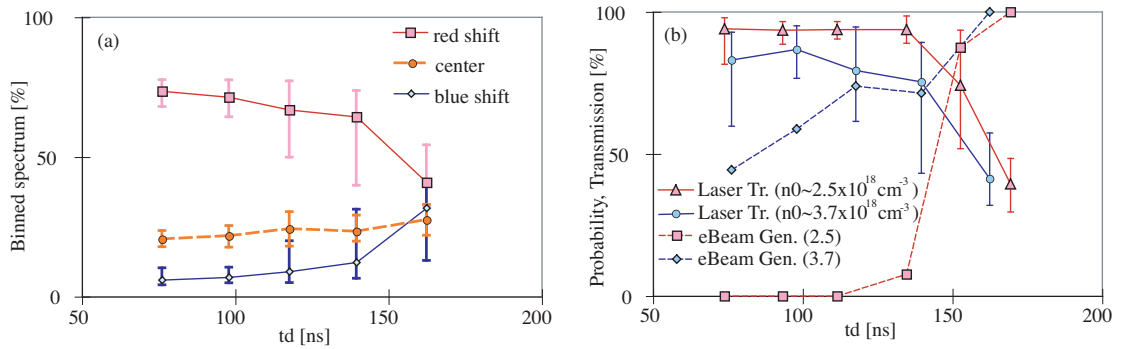 (a)
red shift
center
blue shift
Binned spectrum [%]
100
50
0
50
100
150
200
td [ns]
(b)
Probability, Transmission [%]
100
50
0
Laser Tr. (n0~2.5x10¹⁸cm⁻³)
Laser Tr. (n0~3.7x10¹⁸cm⁻³)
eBeam Gen. (2.5)
eBeam Gen. (3.7)
50
100
150
200
td [ns]